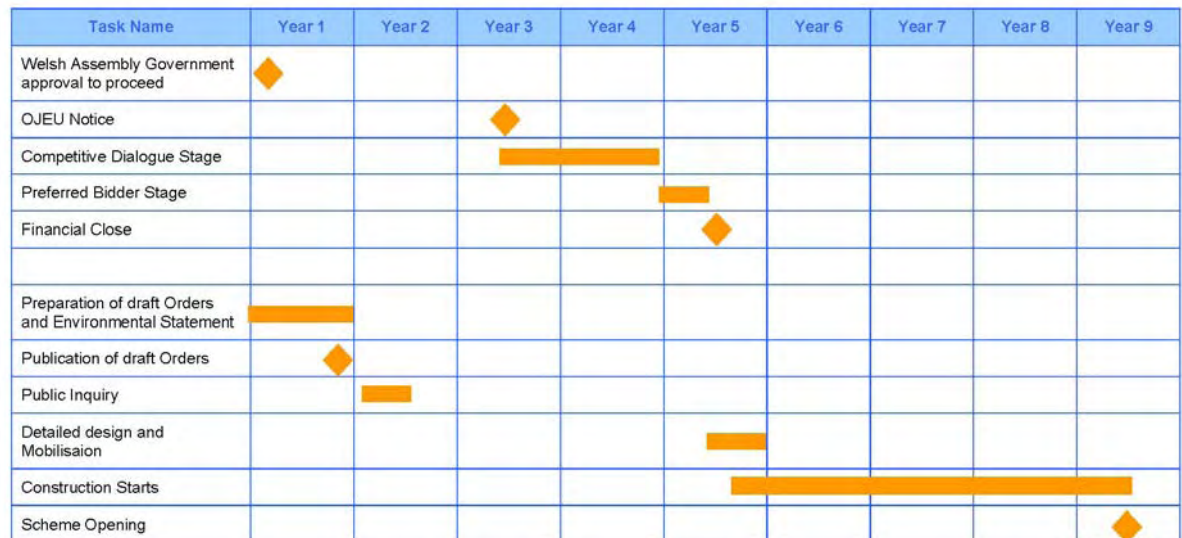 Task Name Year 1 Year 2 Year 3 Year 4 Year 5 Year 6 Year 7 Year 8 Year 9
Welsh Assembly Government
approval to proceed
OJEU Notice
Competitive Dialogue Stage
Preferred Bidder Stage
Financial Close
Preparation of draft Orders
and Environmental Statement
Publication of draft Orders
Public Inquiry
Detailed design and
Mobilisaion
Construction Starts
Scheme Opening